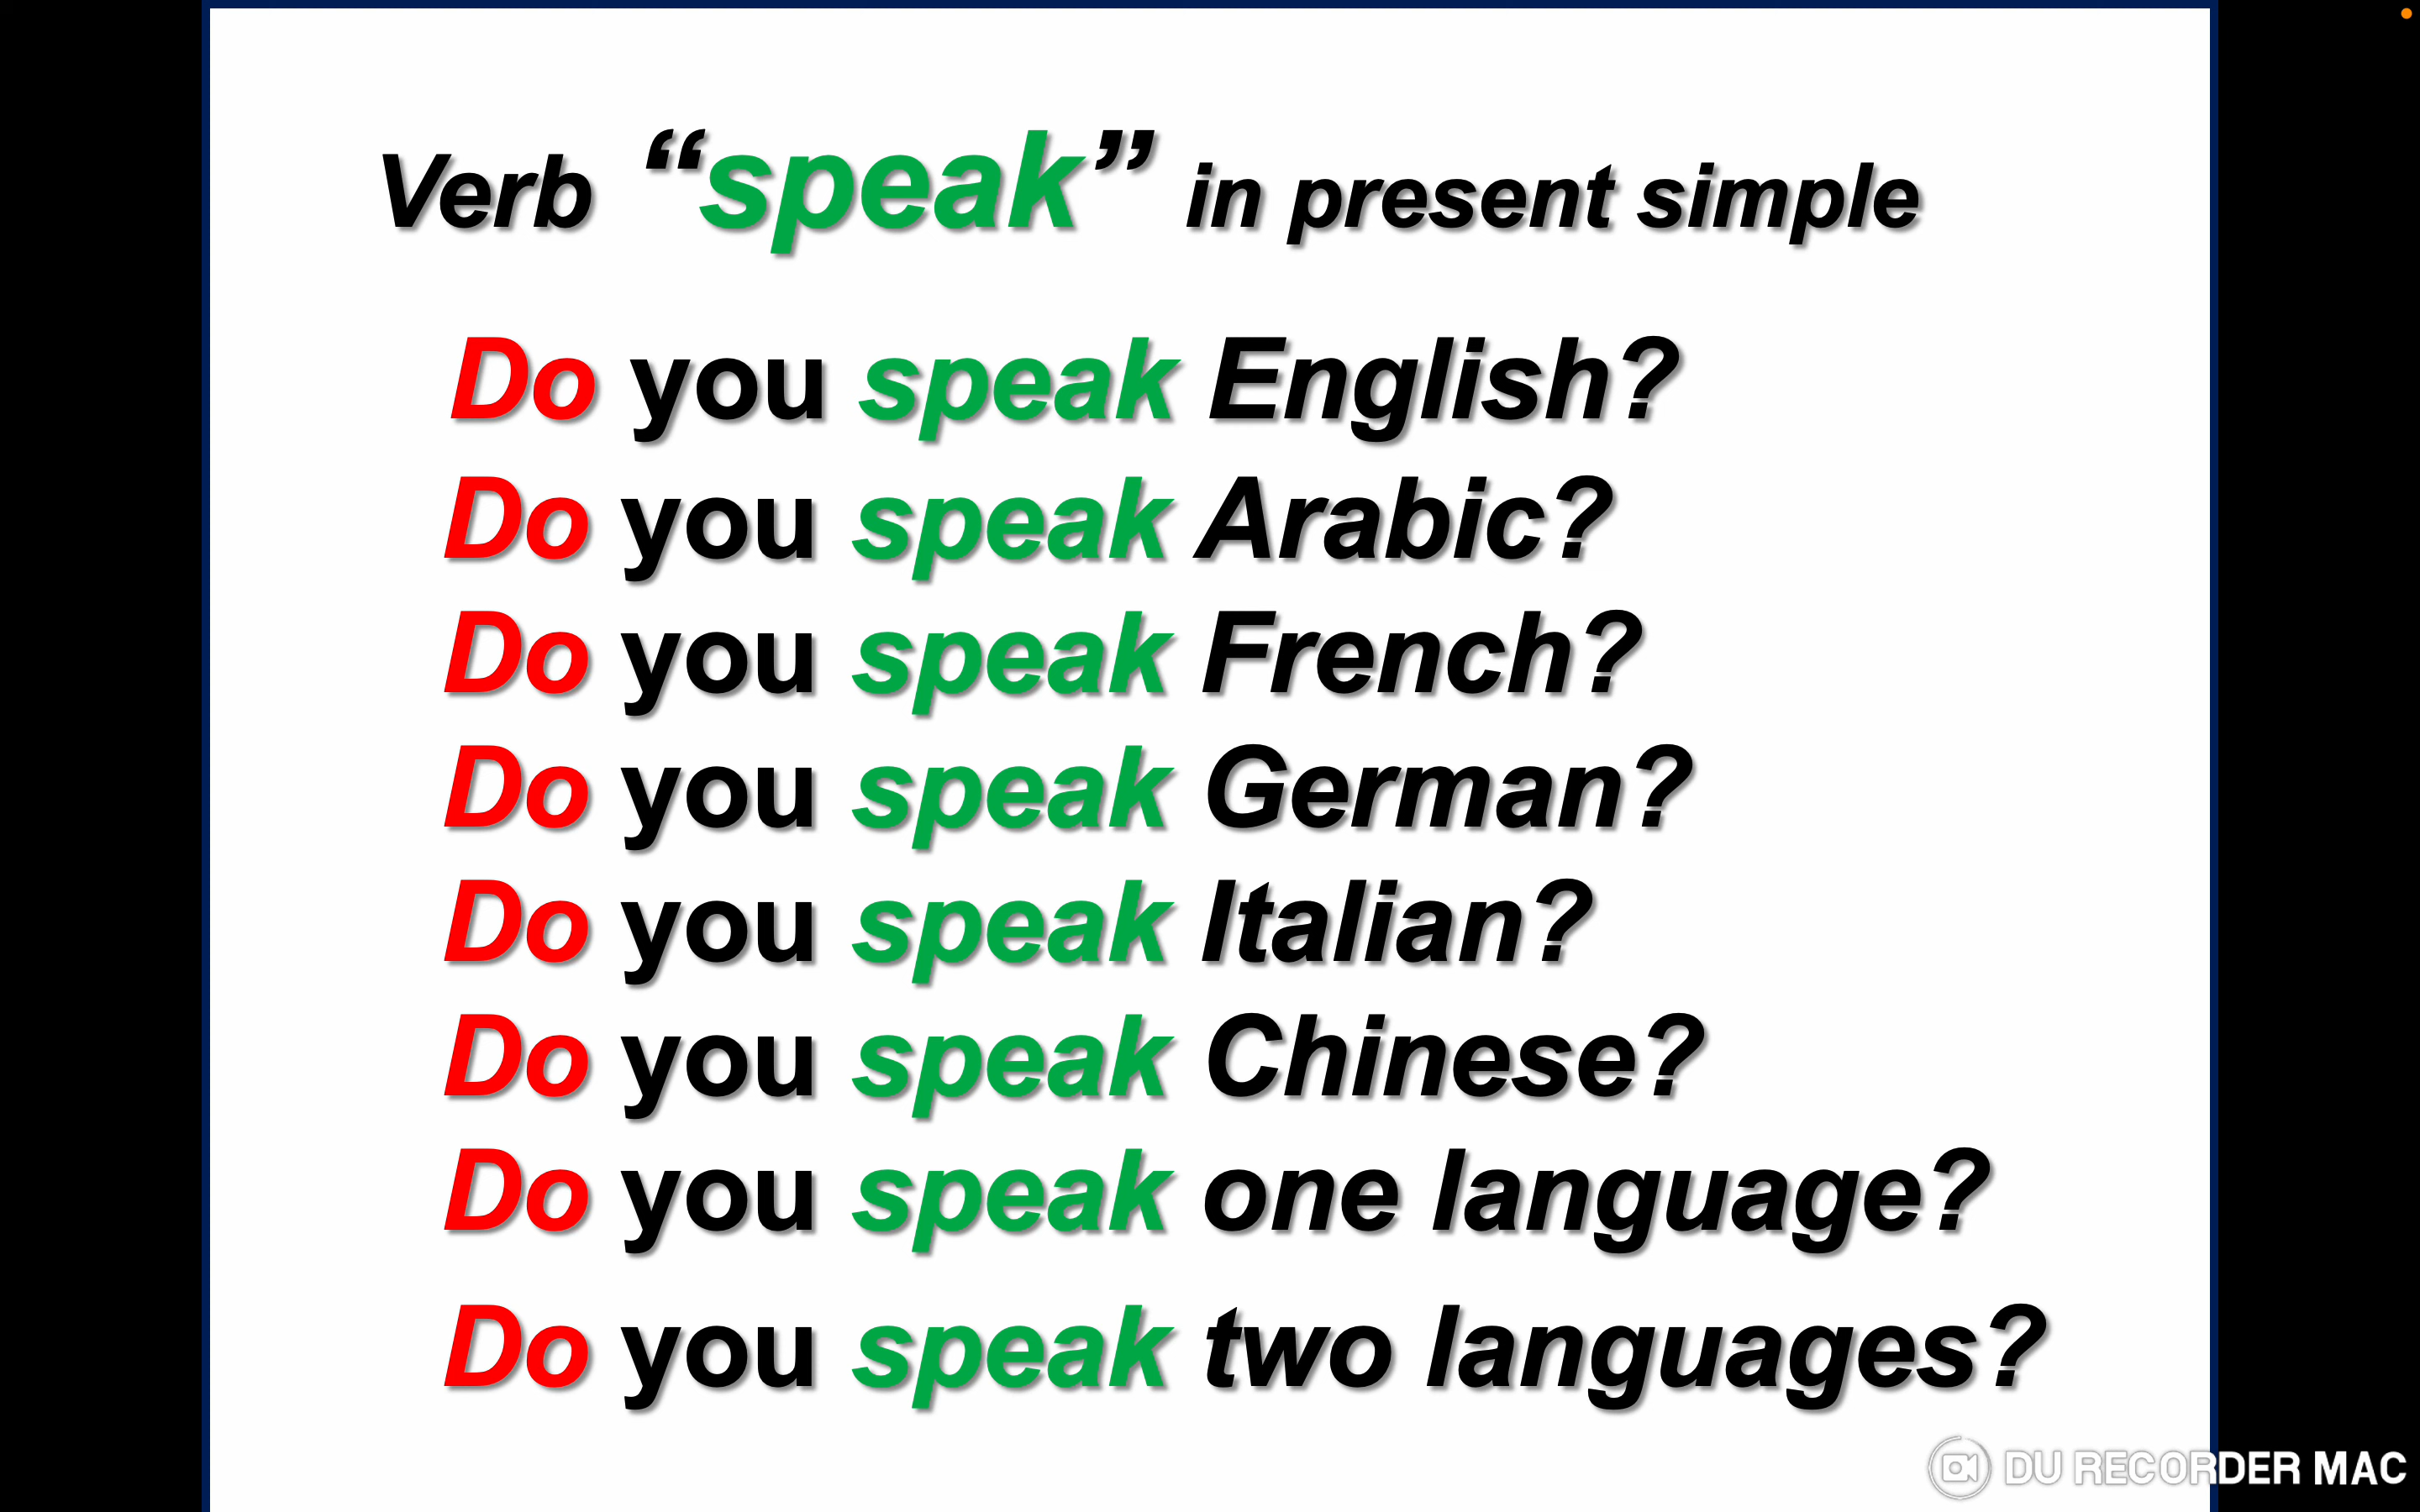 Verb “speak” in present simple
Do you speak English?
Do you speak Arabic?
Do you speak French?
Do you speak German?
Do you speak Italian?
Do you speak Chinese?
Do you speak one language?
Do you speak two languages?
DU RECORDER MAC